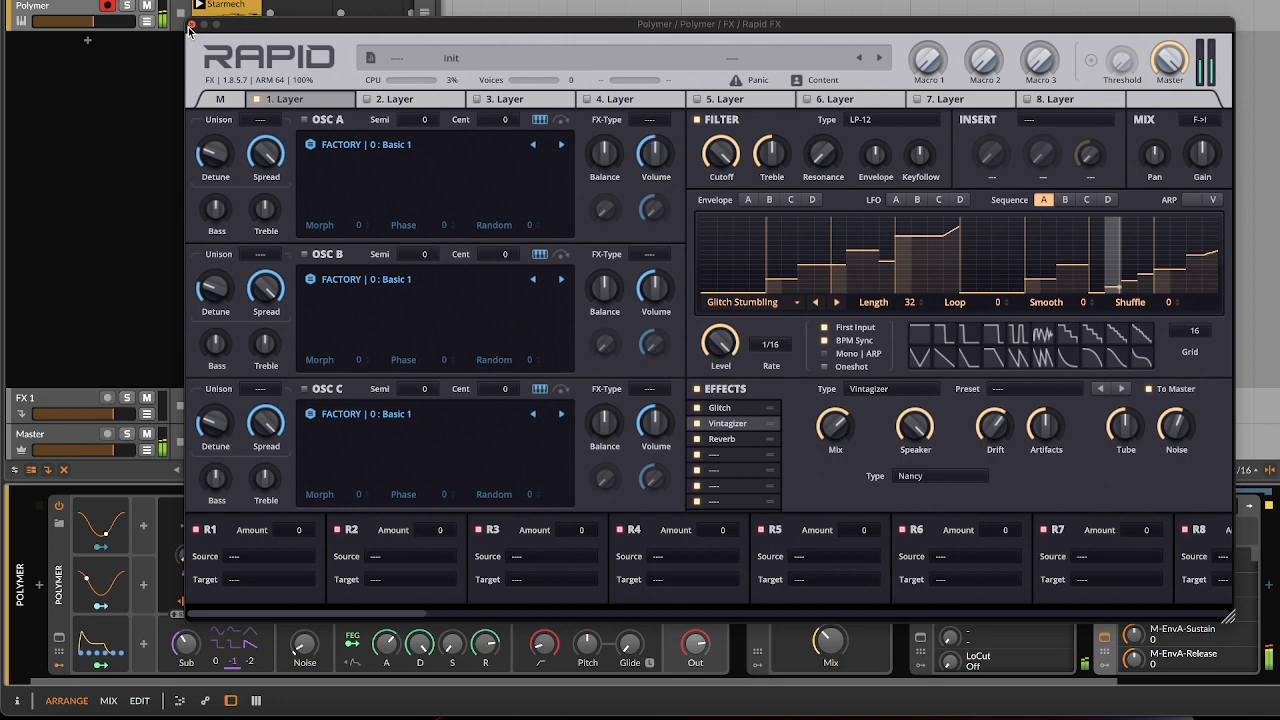 Polymer S M Starmech
Polymer / Polymer / FX / Rapid FX
RAPID ---- Init ----
FX | 1.8.5.7 | ARM 64 | 100% CPU 3% Voices 0 -- -- Panic Content Macro 1 Macro 2 Macro 3 Threshold Master
M 1. Layer 2. Layer 3. Layer 4. Layer 5. Layer 6. Layer 7. Layer 8. Layer
Unison ---- OSC A Semi 0 Cent 0 FX-Type ----
FACTORY | 0 : Basic 1
Detune Spread Balance Volume
Bass Treble
Morph 0 Phase 0 Random 0
Unison ---- OSC B Semi 0 Cent 0 FX-Type ----
FACTORY | 0 : Basic 1
Detune Spread Balance Volume
Bass Treble
Morph 0 Phase 0 Random 0
Unison ---- OSC C Semi 0 Cent 0 FX-Type ----
FACTORY | 0 : Basic 1
Detune Spread Balance Volume
Bass Treble
Morph 0 Phase 0 Random 0
FILTER Type LP-12 INSERT ---- MIX F->I
Cutoff Treble Resonance Envelope Keyfollow --- --- --- Pan Gain
Envelope A B C D LFO A B C D Sequence A B C D ARP V
Glitch Stumbling Length 32 Loop 0 Smooth 0 Shuffle 0
First Input
1/16 BPM Sync 16
Mono | ARP
Level Rate Oneshot Grid
EFFECTS Type Vintagizer Preset ---- To Master
Glitch
Vintagizer
Reverb
----
----
----
----
Mix Speaker Drift Artifacts Tube Noise
Type Nancy
R1 Amount 0 R2 Amount 0 R3 Amount 0 R4 Amount 0 R5 Amount 0 R6 Amount 0 R7 Amount 0 R8 A
Source ---- Source ---- Source ---- Source ---- Source ---- Source ---- Source ---- Source ----
Target ---- Target ---- Target ---- Target ---- Target ---- Target ---- Target ---- Target ----
FX 1 S M
Master S M
/16
POLYMER
POLYMER
Sub 0 -1 -2 Noise FEG A D S R Pitch Glide L Out
Mix
-
LoCut
Off
M-EnvA-Sustain
0
M-EnvA-Release
0
i ARRANGE MIX EDIT